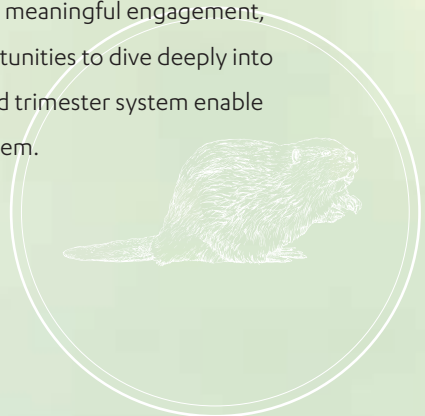 meaningful engagement,
tunities to dive deeply into
d trimester system enable
em.